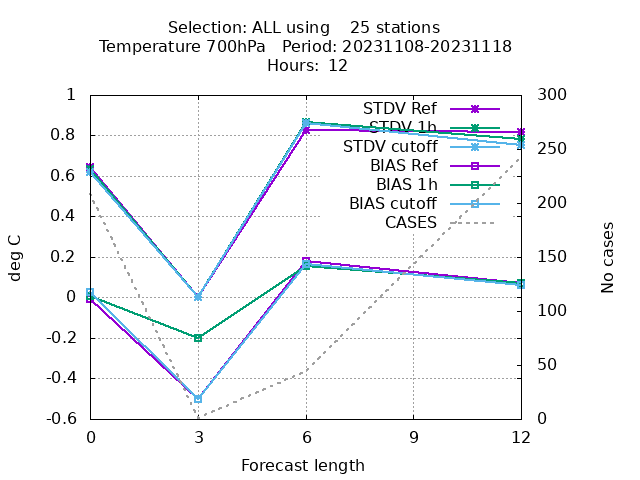 Selection: ALL using    25 stations
Temperature 700hPa   Period: 20231108-20231118
Hours:  12
1
0.8
0.6
0.4
0.2
0
-0.2
-0.4
-0.6
deg C
STDV Ref
STDV 1h
STDV cutoff
BIAS Ref
BIAS 1h
BIAS cutoff
CASES
300
250
200
150
100
50
0
No cases
0
3
6
9
12
Forecast length